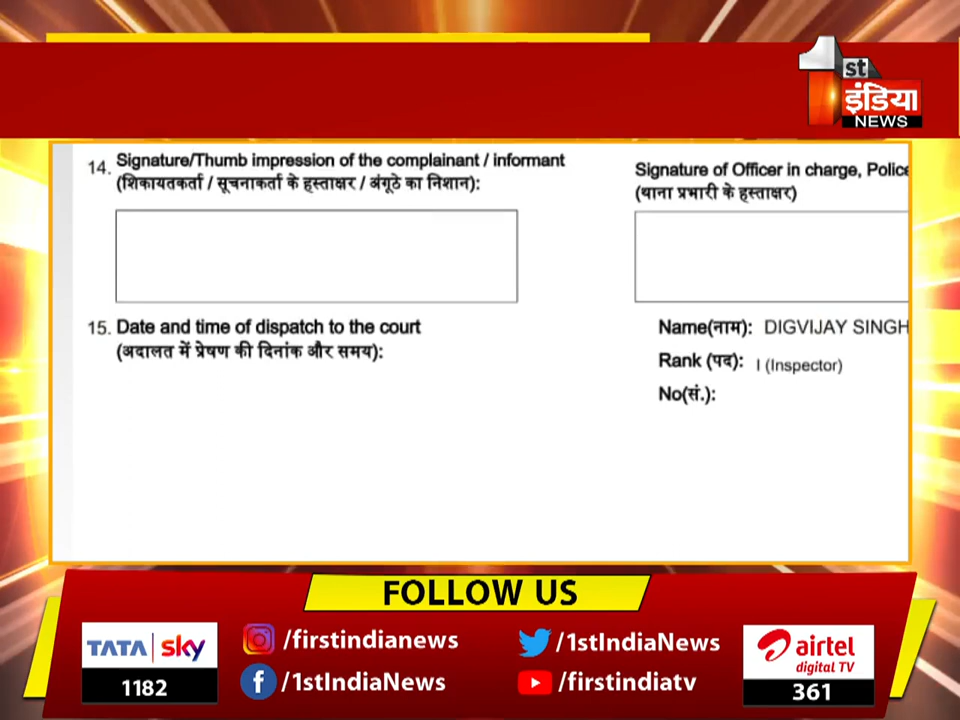 1st
इंडिया
NEWS
14. Signature/Thumb impression of the complainant / informant
(शिकायतकर्ता / सूचनाकर्ता के हस्ताक्षर / अंगूठे का निशान):
Signature of Officer in charge, Police
(थाना प्रभारी के हस्ताक्षर)
15. Date and time of dispatch to the court
(अदालत में प्रेषण की दिनांक और समय):
Name(नाम): DIGVIJAY SINGH
Rank (पद): I (Inspector)
No(सं.):
FOLLOW US
TATA sky
1182
/firstindianews
/1stIndiaNews
/1stIndiaNews
/firstindiatv
airtel
digital TV
361